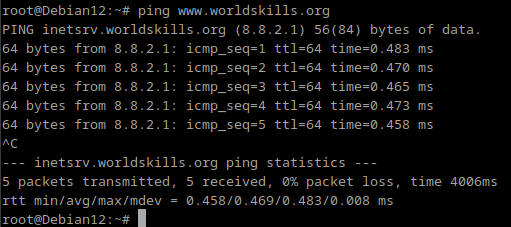 root@Debian12:~# ping www.worldskills.org
PING inetsrv.worldskills.org (8.8.2.1) 56(84) bytes of data.
64 bytes from 8.8.2.1: icmp_seq=1 ttl=64 time=0.483 ms
64 bytes from 8.8.2.1: icmp_seq=2 ttl=64 time=0.470 ms
64 bytes from 8.8.2.1: icmp_seq=3 ttl=64 time=0.465 ms
64 bytes from 8.8.2.1: icmp_seq=4 ttl=64 time=0.473 ms
64 bytes from 8.8.2.1: icmp_seq=5 ttl=64 time=0.458 ms
^C
--- inetsrv.worldskills.org ping statistics ---
5 packets transmitted, 5 received, 0% packet loss, time 4006ms
rtt min/avg/max/mdev = 0.458/0.469/0.483/0.008 ms
root@Debian12:~#